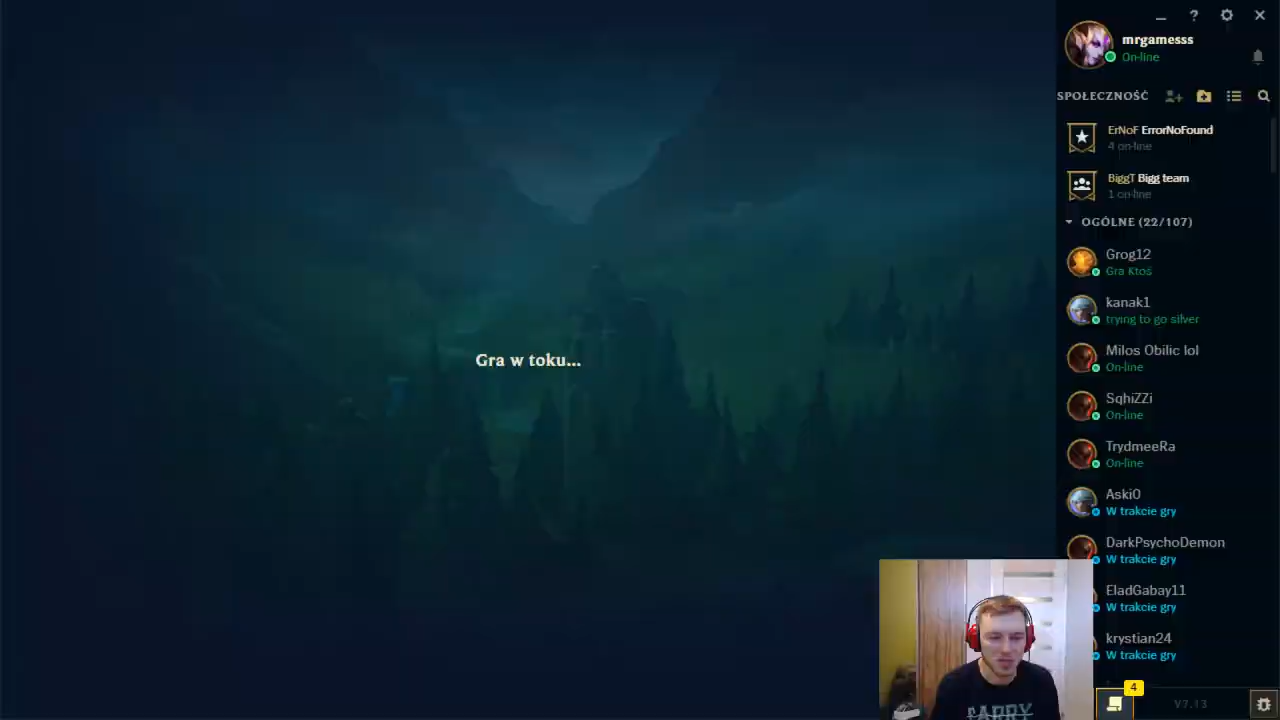 ?
mrgamesss
On-line
SPOŁECZNOŚĆ
ErNoF ErrorNoFound
4 on-line
BiggT Bigg team
1 on-line
OGÓLNE (22/107)
Grog12
Gra Ktoś
kanak1
trying to go silver
Milos Obilic lol
On-line
SqhiZZi
On-line
TrydmeeRa
On-line
Aski0
W trakcie gry
DarkPsychoDemon
W trakcie gry
EladGabay11
W trakcie gry
krystian24
W trakcie gry
Gra w toku...
CARRY
4
V7.13